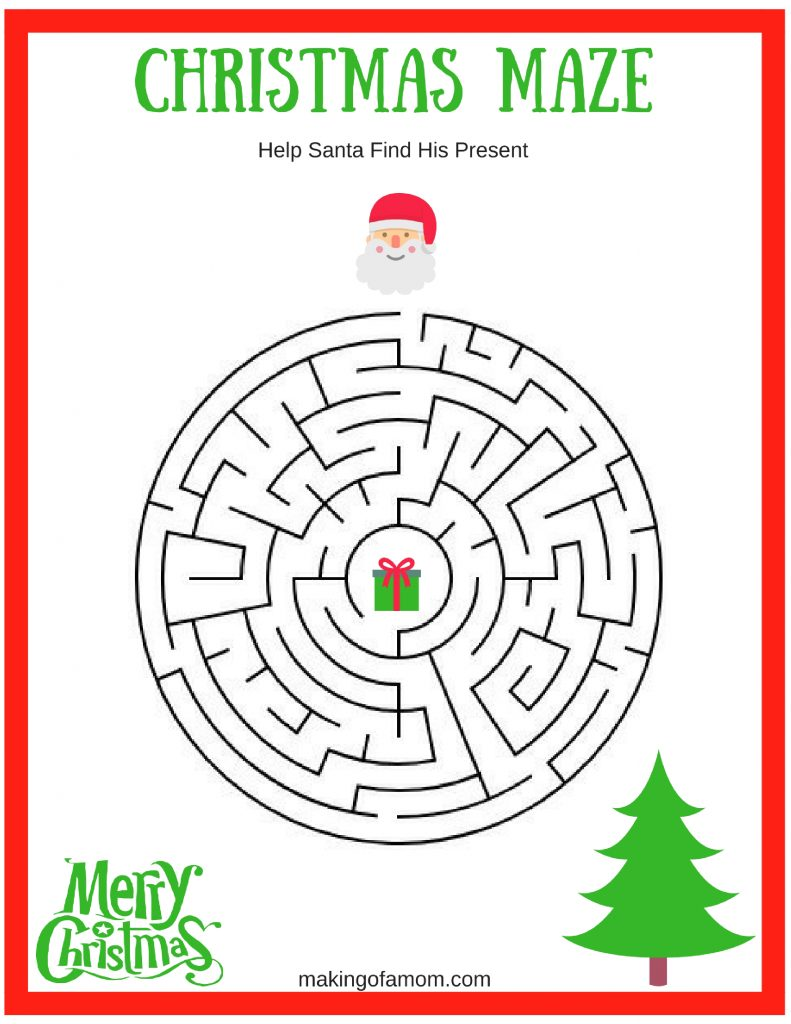 CHRISTMAS MAZE
Help Santa Find His Present
Merry
Christmas
makingofamom.com